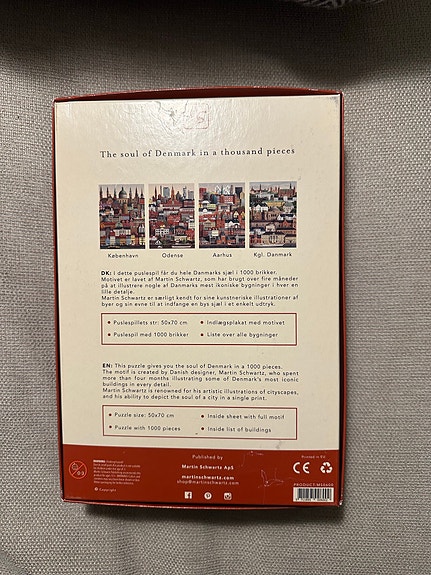 The soul of Denmark in a thousand pieces
København Odense Aarhus Kgl. Danmark
DK: I dette puslespil får du hele Danmarks sjæl i 1000 brikker.
Motivet er lavet af Martin Schwartz, som har brugt over fire måneder
på at illustrere nogle af Danmarks mest ikoniske bygninger i hver en
lille detalje.
Martin Schwartz er særligt kendt for sine kunstneriske illustrationer af
byer og sin evne til at indfange en bys sjæl i et enkelt udtryk.
• Puslespillets str: 50x70 cm • Indlægsplakat med motivet
• Puslespil med 1000 brikker • Liste over alle bygninger
EN: This puzzle gives you the soul of Denmark in a 1000 pieces.
The motif is created by Danish designer, Martin Schwartz, who spent
more than four months illustrating some of Denmark's most iconic
buildings in every detail.
Martin Schwartz is renowned for his artistic illustrations of cityscapes,
and his ability to depict the soul of a city in a single print.
• Puzzle size: 50x70 cm • Inside sheet with full motif
• Puzzle with 1000 pieces • Inside list of buildings
Published by
Martin Schwartz ApS
martinschwartz.com
shop@martinschwartz.com
Printed in EU
CE
© Copyright